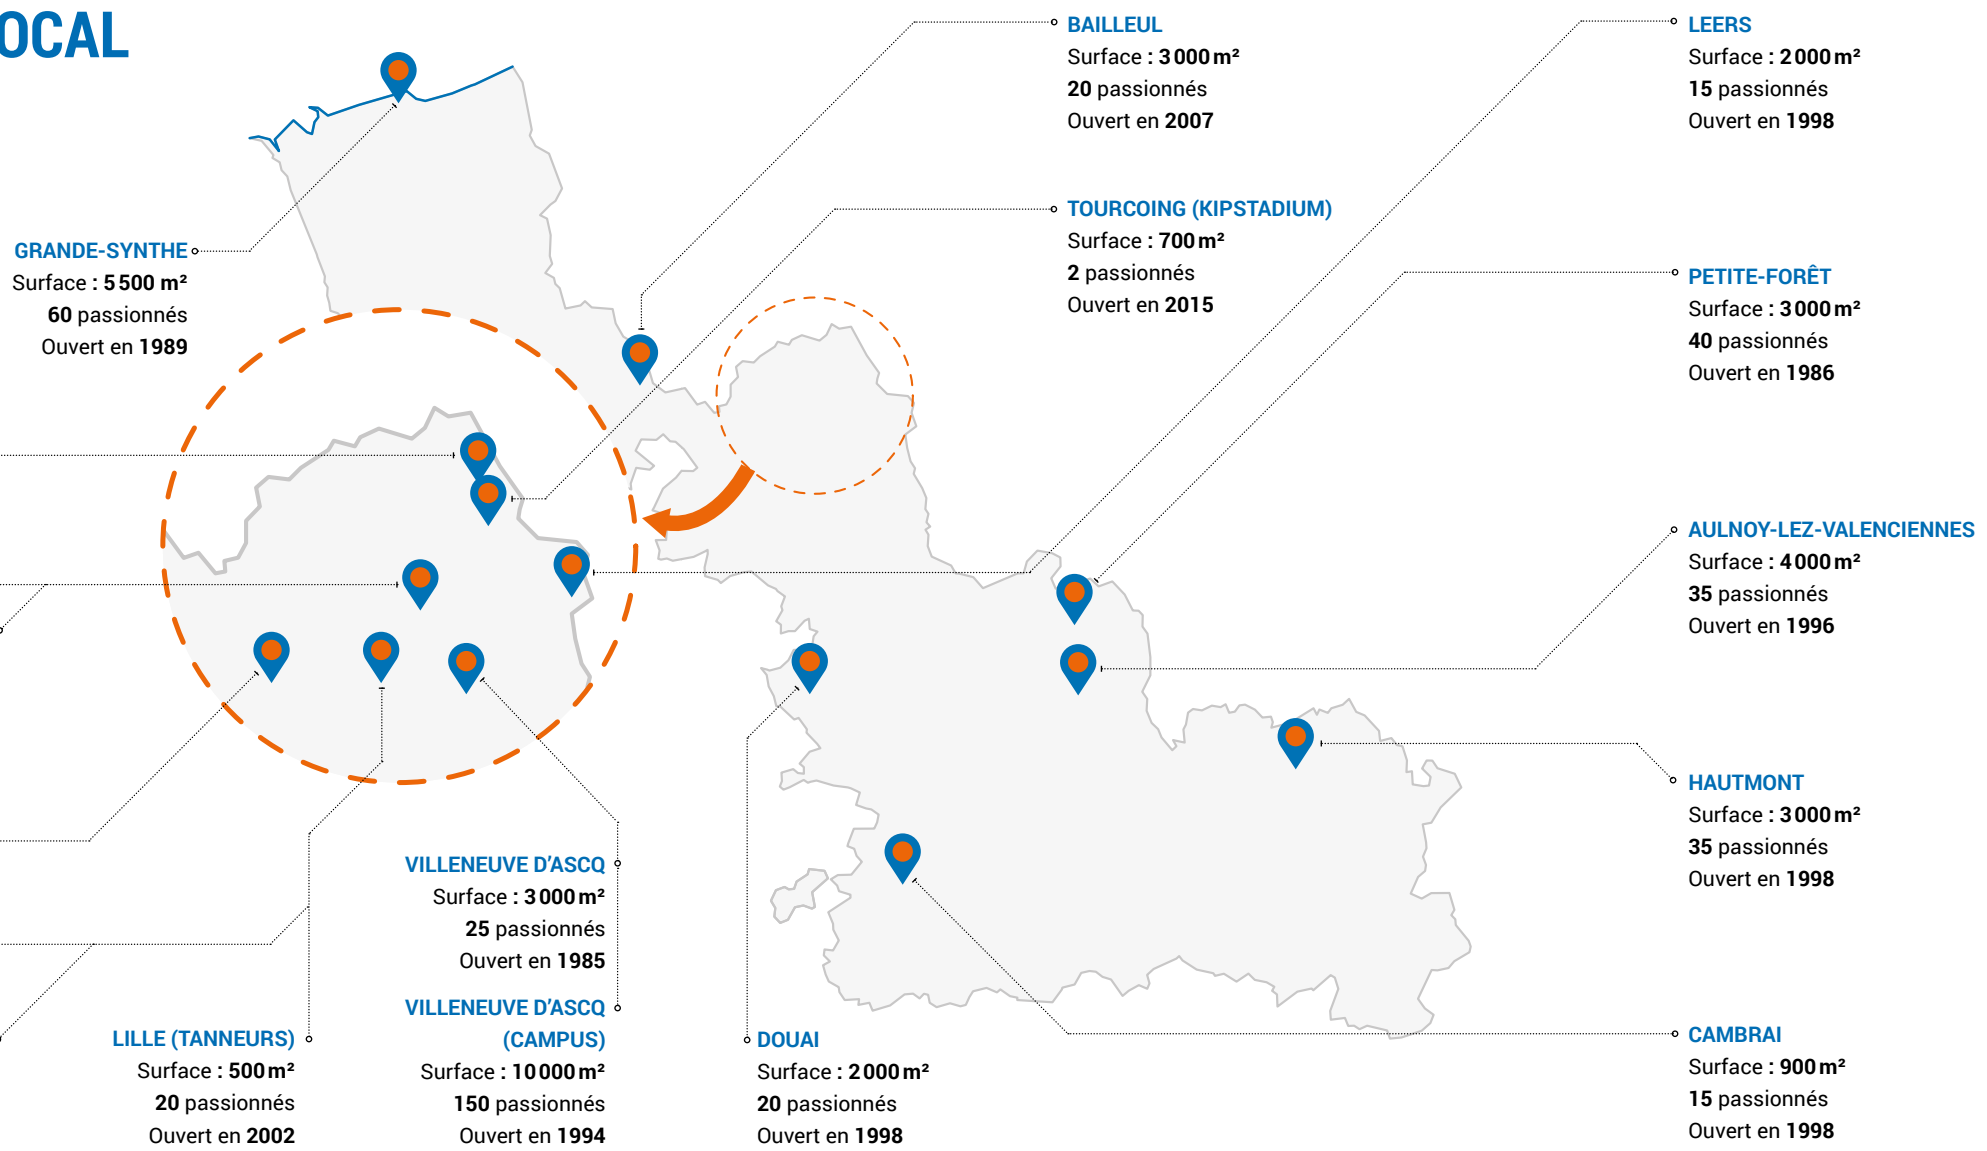 OCAL
GRANDE-SYNTHE
Surface : 5 500 m²
60 passionnés
Ouvert en 1989
BAILLEUL
Surface : 3 000 m²
20 passionnés
Ouvert en 2007
TOURCOING (KIPSTADIUM)
Surface : 700 m²
2 passionnés
Ouvert en 2015
LEERS
Surface : 2 000 m²
15 passionnés
Ouvert en 1998
PETITE-FORÊT
Surface : 3 000 m²
40 passionnés
Ouvert en 1986
AULNOY-LEZ-VALENCIENNES
Surface : 4 000 m²
35 passionnés
Ouvert en 1996
HAUTMONT
Surface : 3 000 m²
35 passionnés
Ouvert en 1998
VILLENEUVE D'ASCQ
Surface : 3 000 m²
25 passionnés
Ouvert en 1985
VILLENEUVE D'ASCQ
(CAMPUS)
Surface : 10 000 m²
150 passionnés
Ouvert en 1994
LILLE (TANNEURS)
Surface : 500 m²
20 passionnés
Ouvert en 2002
DOUAI
Surface : 2 000 m²
20 passionnés
Ouvert en 1998
CAMBRAI
Surface : 900 m²
15 passionnés
Ouvert en 1998